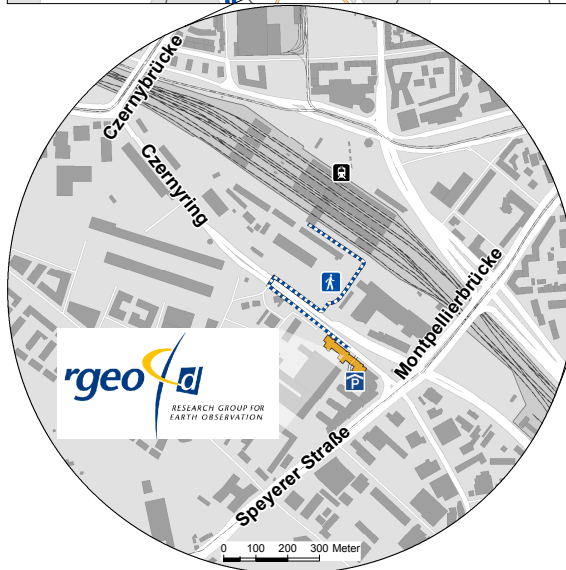 Czernybrücke
Czernyring
Montpellierbrücke
rgeo d
RESEARCH GROUP FOR
EARTH OBSERVATION
P
Speyerer Straße
0 100 200 300 Meter